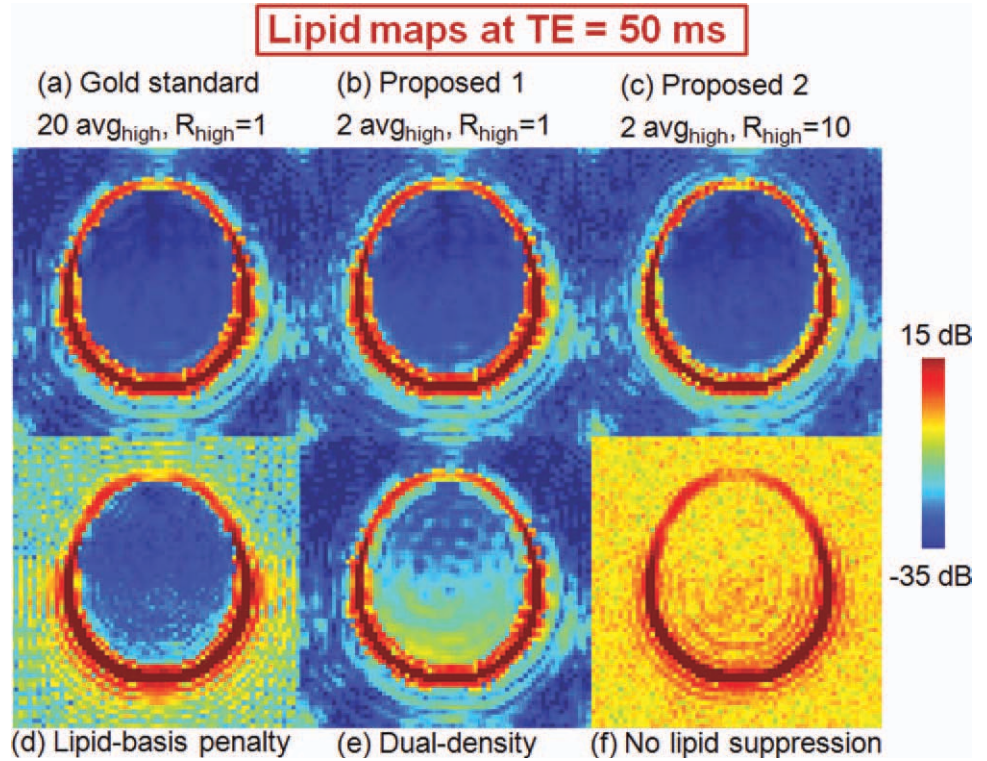 Lipid maps at TE = 50 ms
(a) Gold standard
20 avghigh, Rhigh=1
(b) Proposed 1
2 avghigh, Rhigh=1
(c) Proposed 2
2 avghigh, Rhigh=10
15 dB
-35 dB
(d) Lipid-basis penalty
(e) Dual-density
(f) No lipid suppression